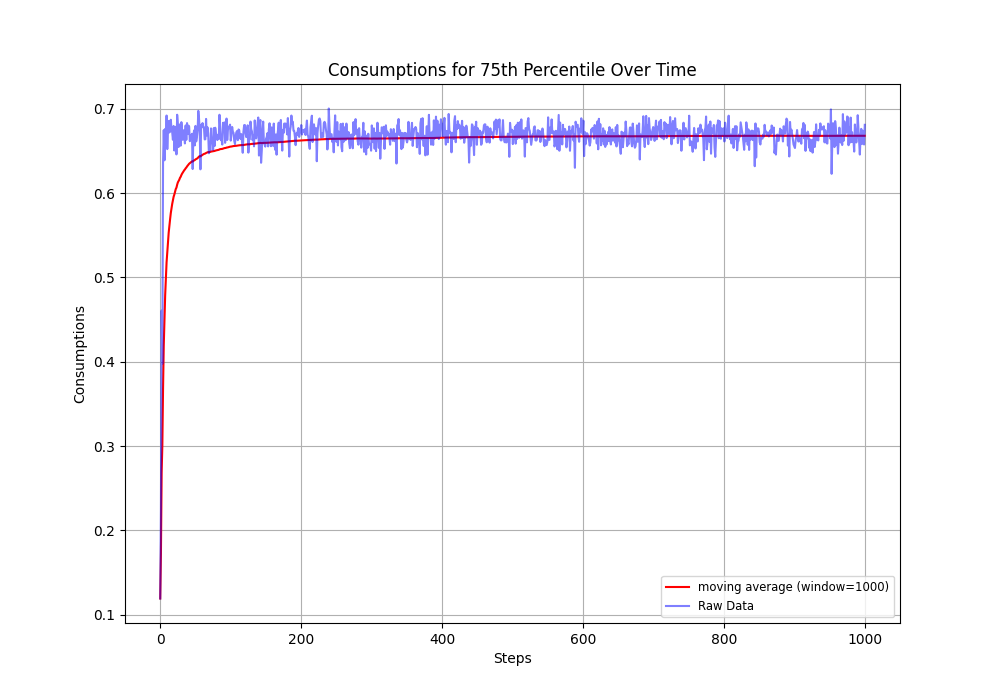 Consumptions for 75th Percentile Over Time
0.7
0.6
0.5
0.4
0.3
0.2
0.1
Consumptions
0
200
400
600
800
1000
Steps
moving average (window=1000)
Raw Data